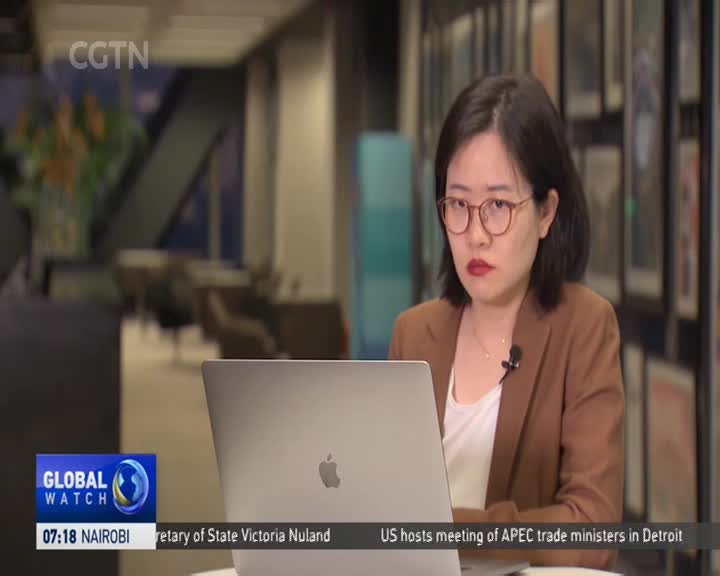 CGTN
GLOBAL
WATCH
07:18 NAIROBI
retary of State Victoria Nuland US hosts meeting of APEC trade ministers in Detroit